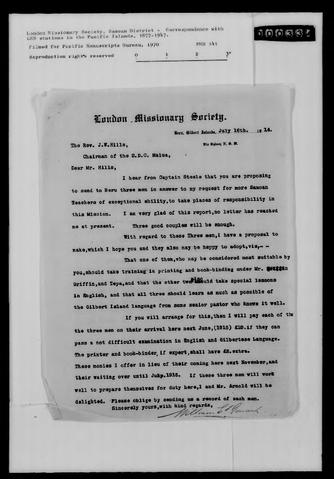 London Missionary Society, Samoan District - Correspondence with
LMS stations in the Pacific Islands, 1877-1947.
Filmed for Pacific Manuscripts Bureau, 1970 PMB 141
Reproduction rights reserved 0 1 2 3"
London Missionary Society.
Beru, Gilbert Islands, July 16th. 1914.
The Rev. J.W.Hills,
Chairman of the S.D.C. Malua,
Dear Mr. Hills,
I hear from Captain Steele that you are proposing
to send to Beru three men in answer to my request for more Samoan
Teachers of exceptional ability, to take places of responsibility in
this Mission. I am very glad of this report, no letter has reached
me at present. Three good couples will be enough.
With regard to these Three men, I have a proposal to
make, which I hope you and they also may be happy to adopt, viz,--
That one of them, who may be considered most suitable by
you, should take training in printing and book-binding under Mr.
Griffin, and Iupa, and that the other two should take special lessons
in English, and that all three should learn as much as possible of
the Gilbert Island language from some senior pastor who knows it well.
If you will arrange for this, then I will pay each of the
the three men on their arrival here next June, (1915) £10. if they can
pass a not difficult examination in English and Gilbertese Language.
The printer and book-binder, if expert, shall have £2. extra.
These monies I offer in lieu of their coming here next November, and
their waiting over until July. 1915. If these three men will work
well to prepare themselves for duty here, I and Mr. Arnold will be
delighted. Please oblige by sending us a record of each man.
Sincerely yours, with kind regards,